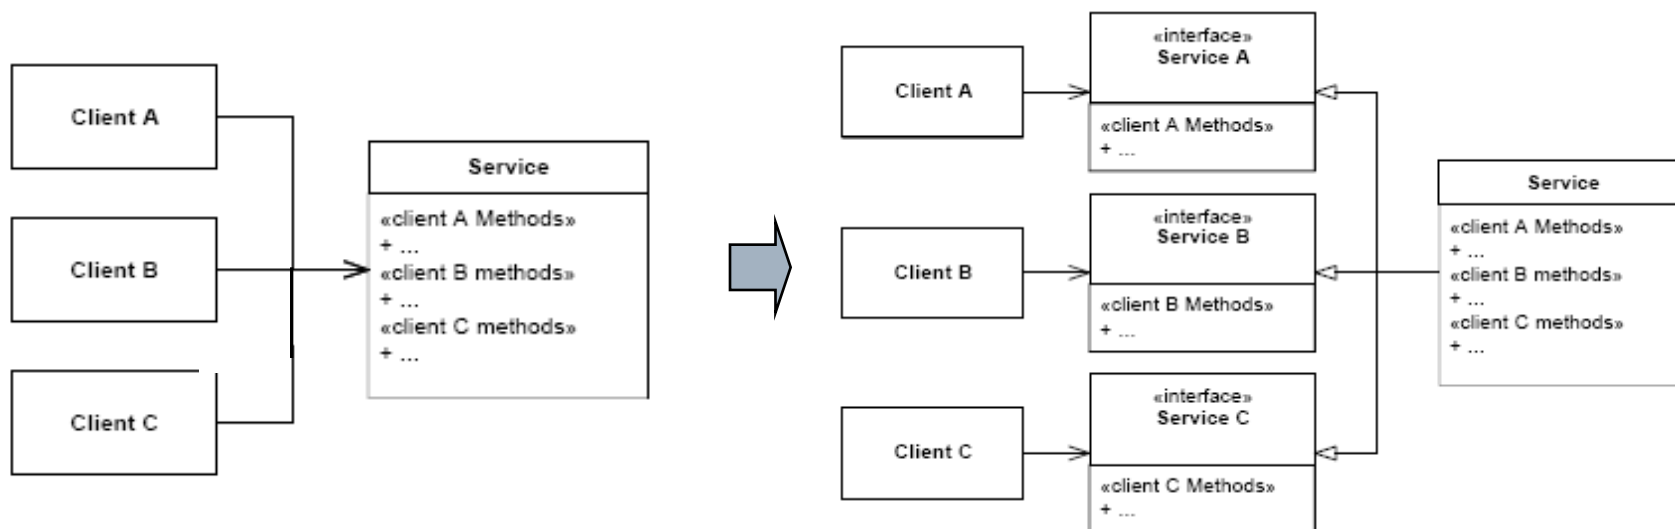 Client A
Client B
Client C
Service
«client A Methods»
+ ...
«client B methods»
+ ...
«client C methods»
+ ...
Client A
«interface»
Service A
«client A Methods»
+ ...
Client B
«interface»
Service B
«client B Methods»
+ ...
Client C
«interface»
Service C
«client C Methods»
+ ...
Service
«client A Methods»
+ ...
«client B methods»
+ ...
«client C methods»
+ ...